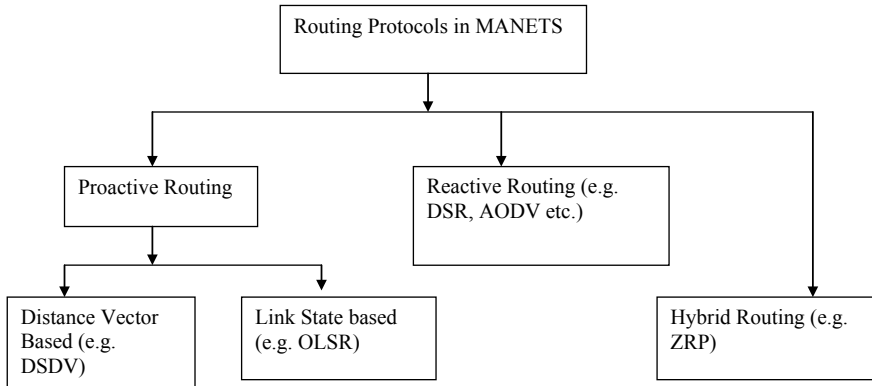 Routing Protocols in MANETS
Proactive Routing
Reactive Routing (e.g.
DSR, AODV etc.)
Distance Vector
Based (e.g.
DSDV)
Link State based
(e.g. OLSR)
Hybrid Routing (e.g.
ZRP)